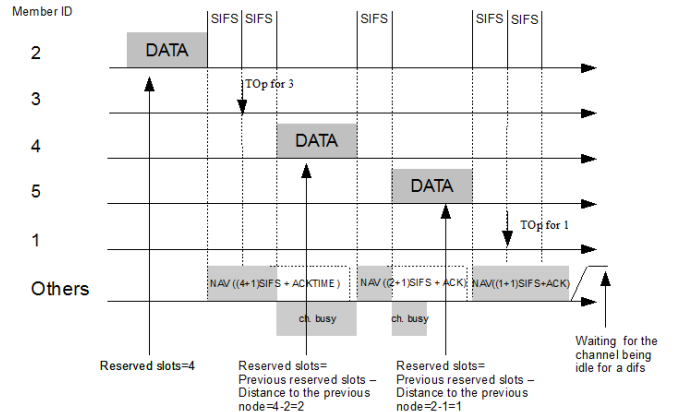 Member ID
SIFS SIFS SIFS SIFS SIFS
2
DATA
TOp for 3
3
4
DATA
5
DATA
1
TOp for 1
Others
NAV ((4+1)SIFS + ACKTIME )
NAV ((2+1)SIFS + ACK)
NAV((1+1)SIFS+ACK)
ch. busy
ch. busy
Reserved slots=4
Reserved slots=
Previous reserved slots –
Distance to the previous
node=4-2=2
Reserved slots=
Previous reserved slots –
Distance to the previous
node=2-1=1
Waiting for the
channel being
idle for a difs